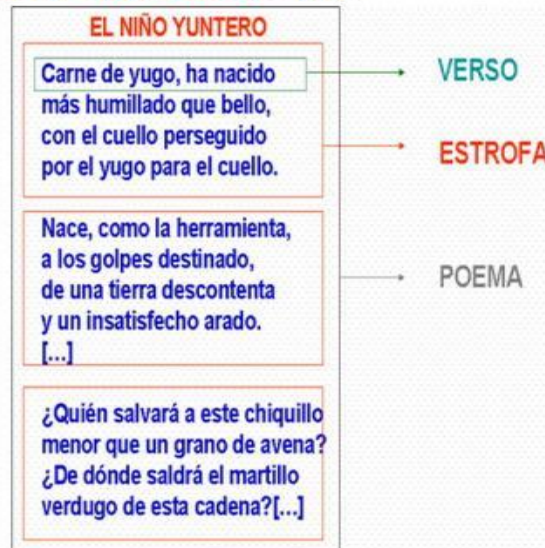 EL NIÑO YUNTERO
Carne de yugo, ha nacido
más humillado que bello,
con el cuello perseguido
por el yugo para el cuello.
Nace, como la herramienta,
a los golpes destinado,
de una tierra descontenta
y un insatisfecho arado.
[...]
¿Quién salvará a este chiquillo
menor que un grano de avena?
¿De dónde saldrá el martillo
verdugo de esta cadena?[...]
VERSO
ESTROFA
POEMA